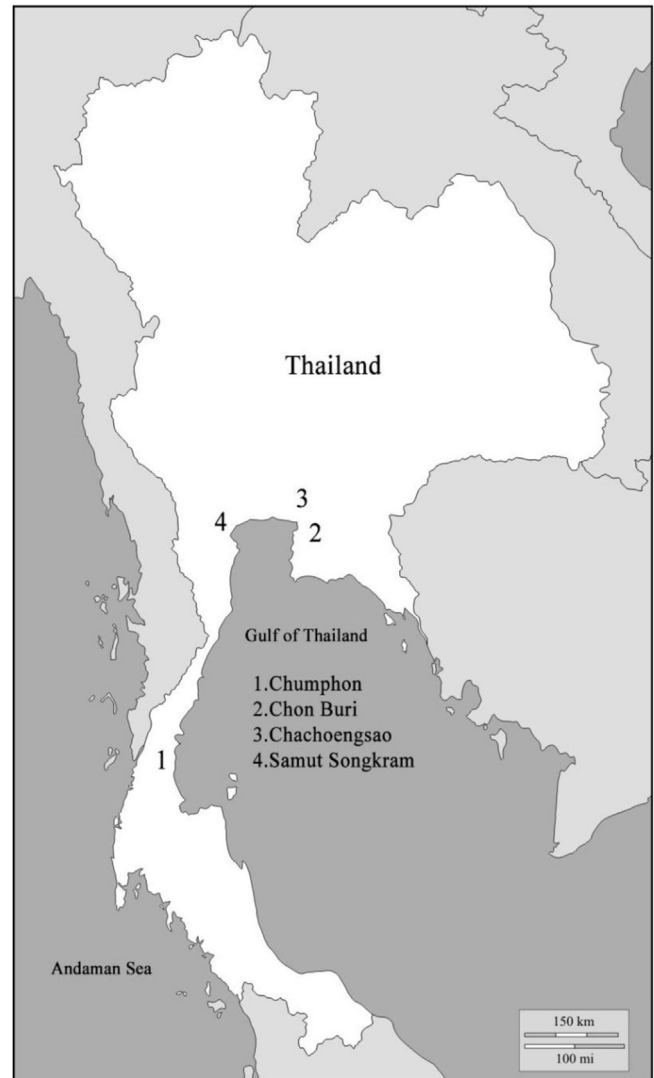 Thailand
3
4
2
Gulf of Thailand
1.Chumphon
2.Chon Buri
3.Chachoengsao
4.Samut Songkram
1
Andaman Sea
150 km
100 mi